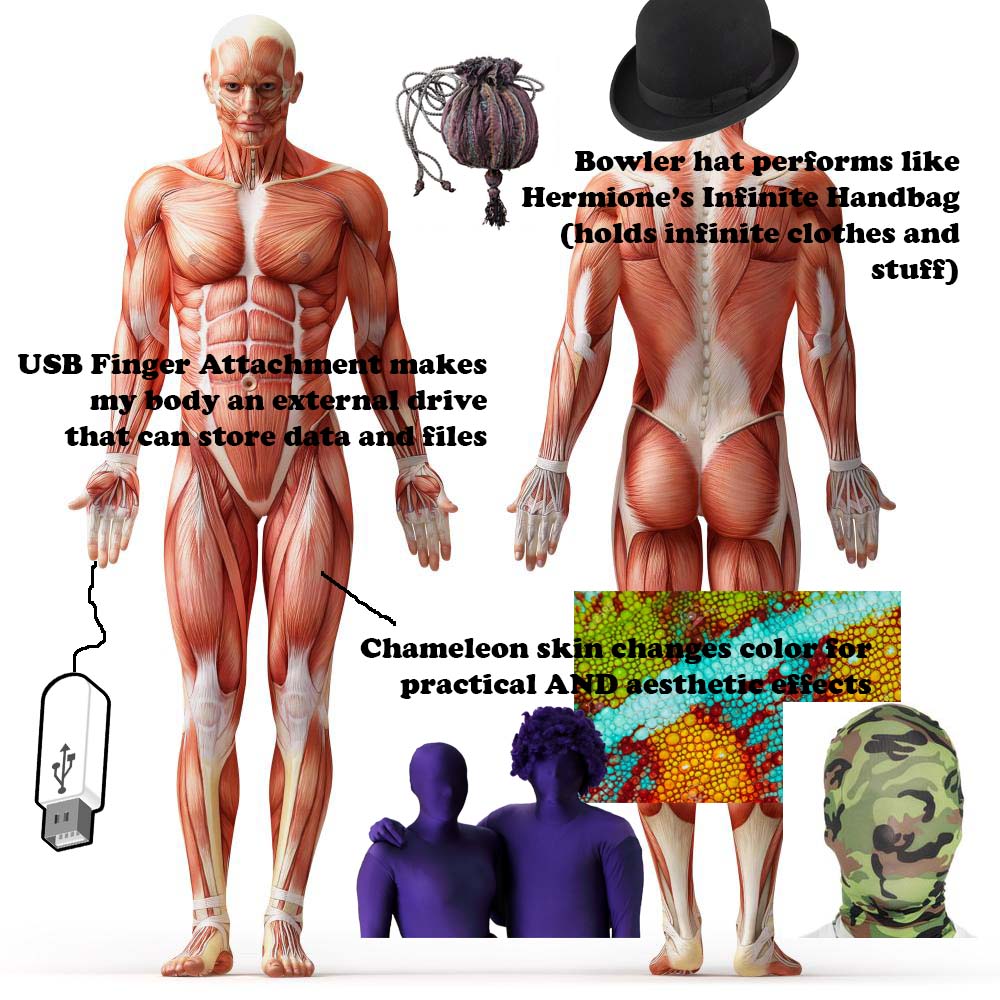 Bowler hat performs like
Hermione’s Infinite Handbag
(holds infinite clothes and
stuff)
USB Finger Attachment makes
my body an external drive
that can store data and files
Chameleon skin changes color for
practical AND aesthetic effects